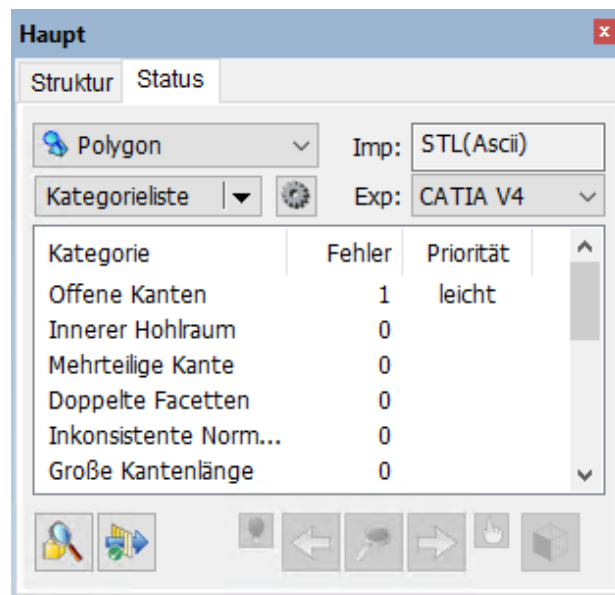 Haupt
Struktur Status
Polygon Imp: STL(Ascii)
Kategorieliste Exp: CATIA V4
Kategorie Fehler Priorität
Offene Kanten 1 leicht
Innerer Hohlraum 0
Mehrteilige Kante 0
Doppelte Facetten 0
Inkonsistente Norm... 0
Große Kantenlänge 0